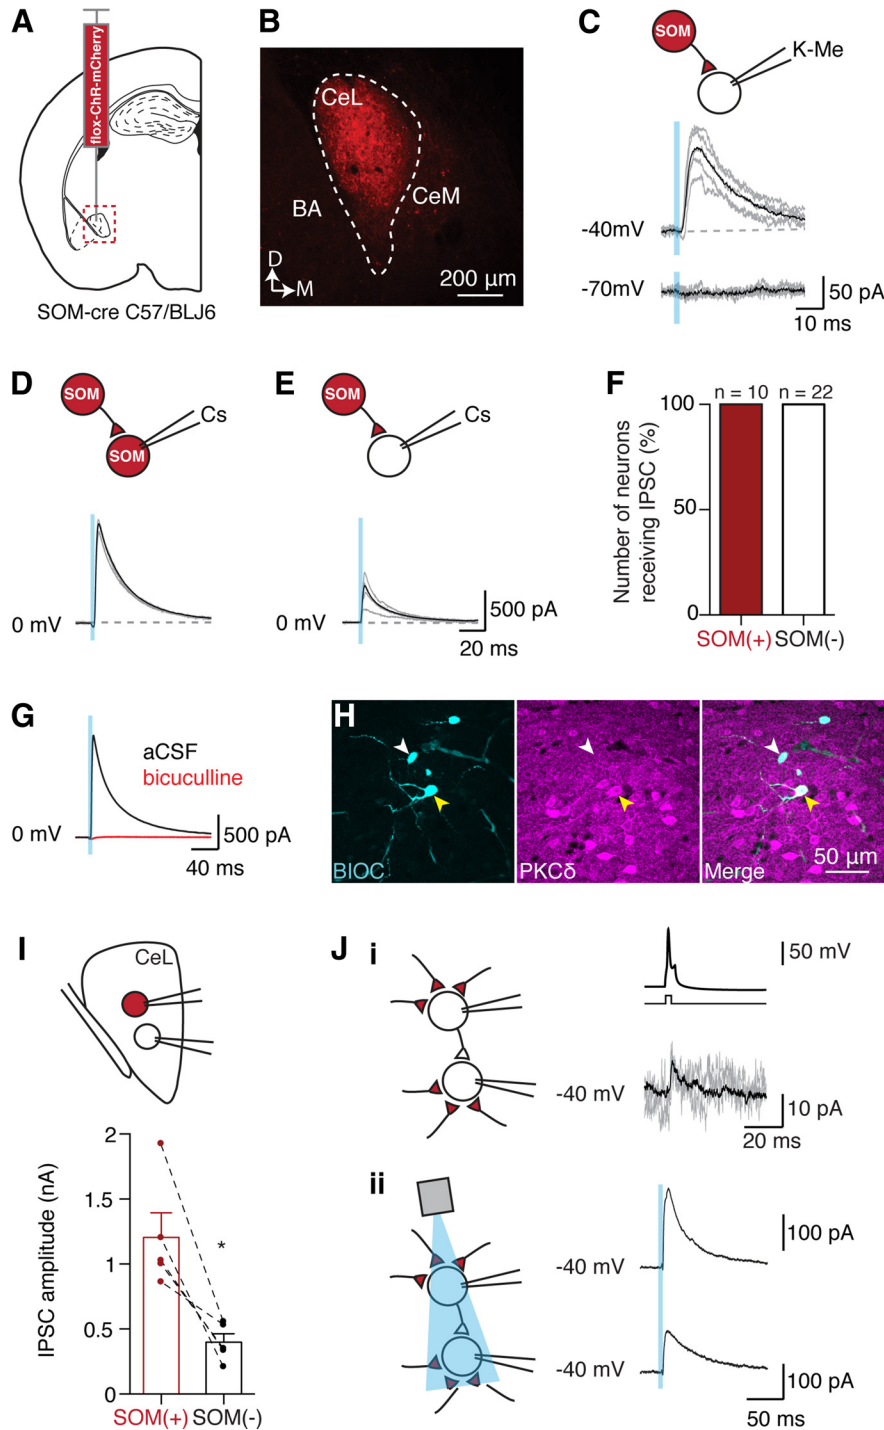 A
flox-ChR-mCherry
SOM-cre C57/BLJ6
B
CeL
BA
CeM
D
M
200 µm
C
SOM
K-Me
-40mV
-70mV
50 pA
10 ms
D
SOM
Cs
SOM
0 mV
E
SOM
Cs
0 mV
500 pA
20 ms
F
n = 10 n = 22
100
50
0
Number of neurons
receiving IPSC (%)
SOM(+) SOM(-)
G
aCSF
bicuculline
0 mV
500 pA
40 ms
H
BIOC
PKCδ
Merge
50 µm
I
CeL
2
1.5
1
0.5
0
IPSC amplitude (nA)
*
SOM(+) SOM(-)
J i
50 mV
-40 mV
10 pA
20 ms
ii
-40 mV
100 pA
-40 mV
100 pA
50 ms